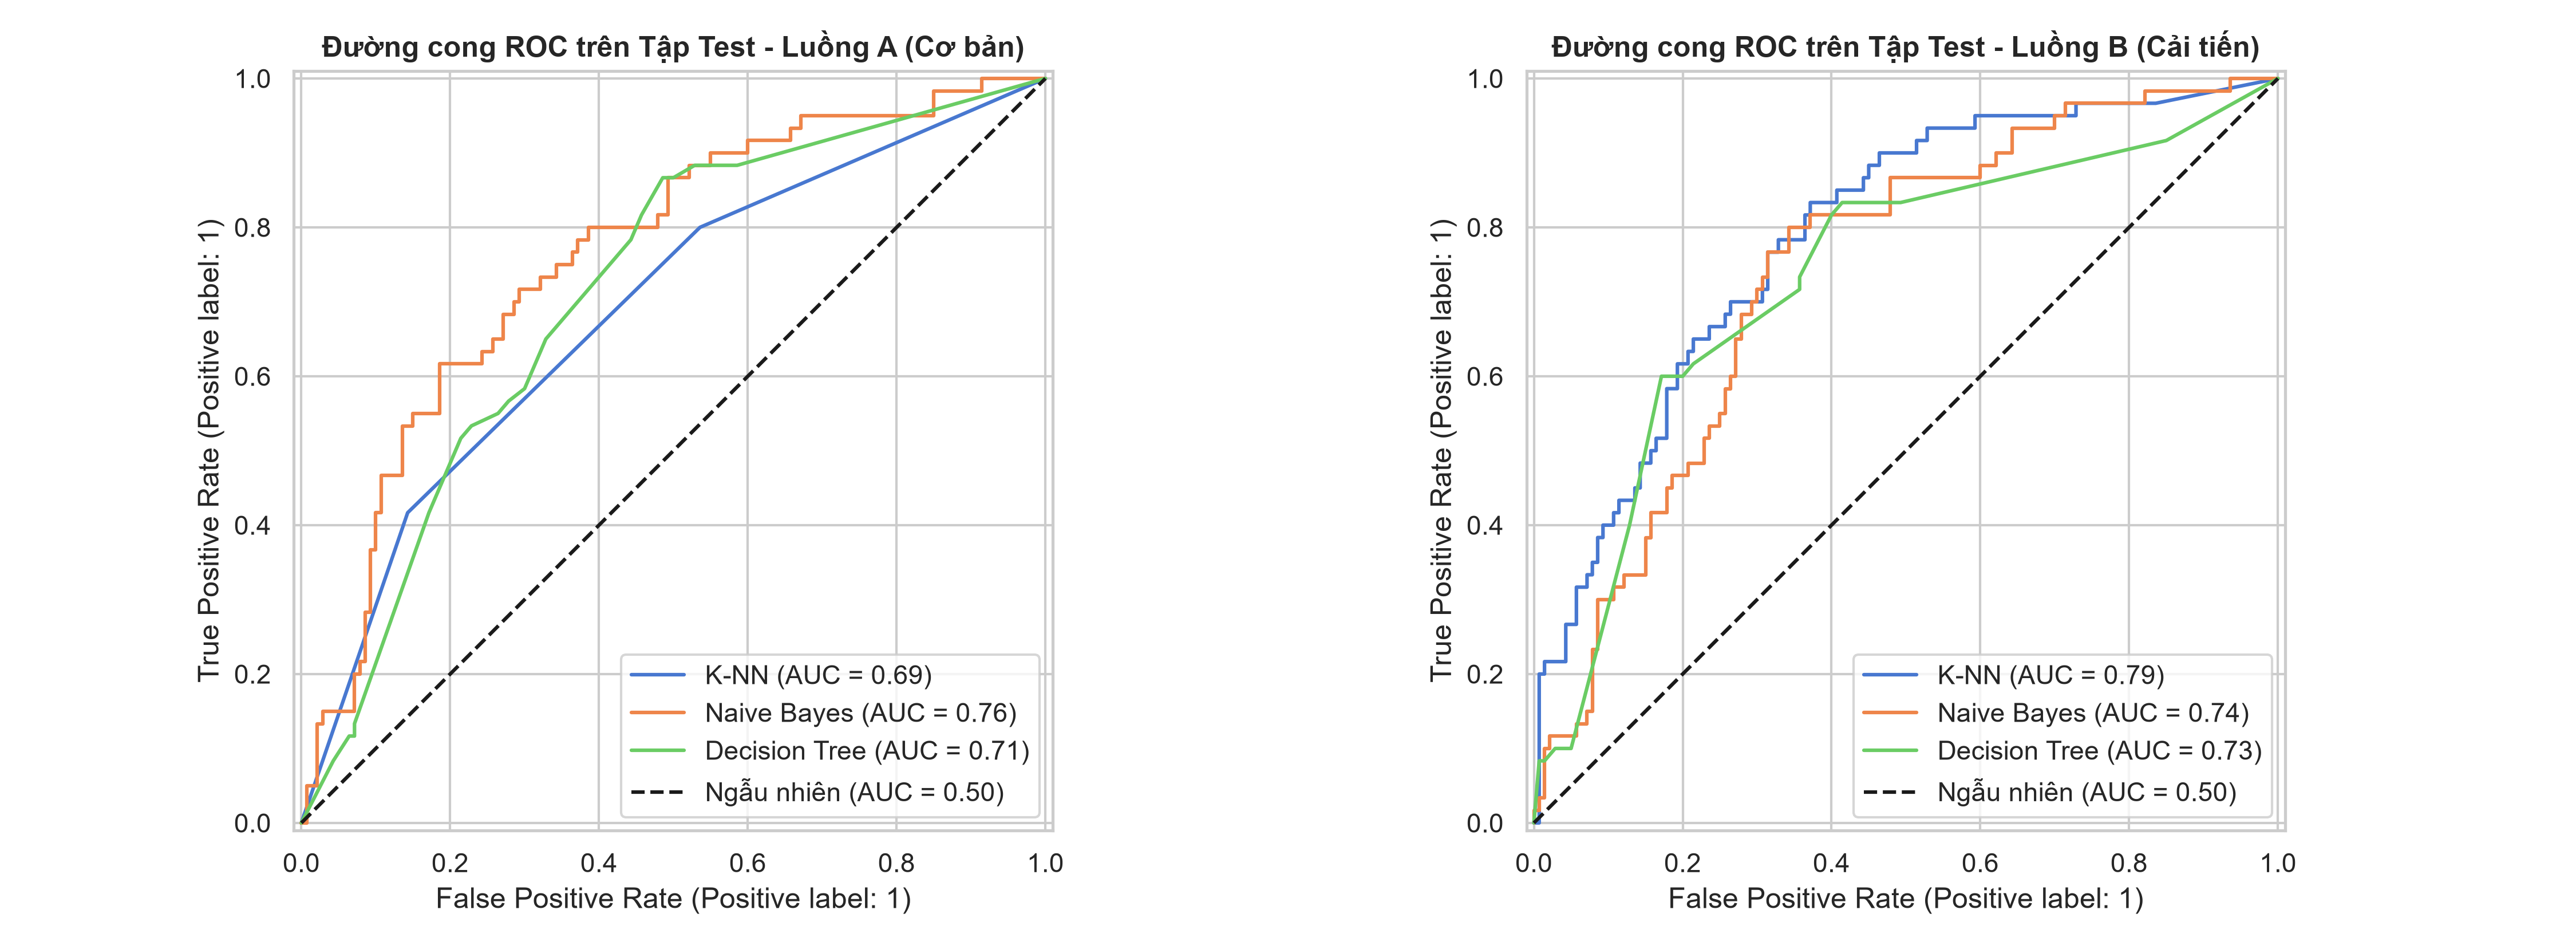 Đường cong ROC trên Tập Test - Luồng A (Cơ bản)
1.0
0.8
0.6
0.4
0.2
0.0
True Positive Rate (Positive label: 1)
K-NN (AUC = 0.69)
Naive Bayes (AUC = 0.76)
Decision Tree (AUC = 0.71)
Ngẫu nhiên (AUC = 0.50)
0.0 0.2 0.4 0.6 0.8 1.0
False Positive Rate (Positive label: 1)
Đường cong ROC trên Tập Test - Luồng B (Cải tiến)
1.0
0.8
0.6
0.4
0.2
0.0
True Positive Rate (Positive label: 1)
K-NN (AUC = 0.79)
Naive Bayes (AUC = 0.74)
Decision Tree (AUC = 0.73)
Ngẫu nhiên (AUC = 0.50)
0.0 0.2 0.4 0.6 0.8 1.0
False Positive Rate (Positive label: 1)